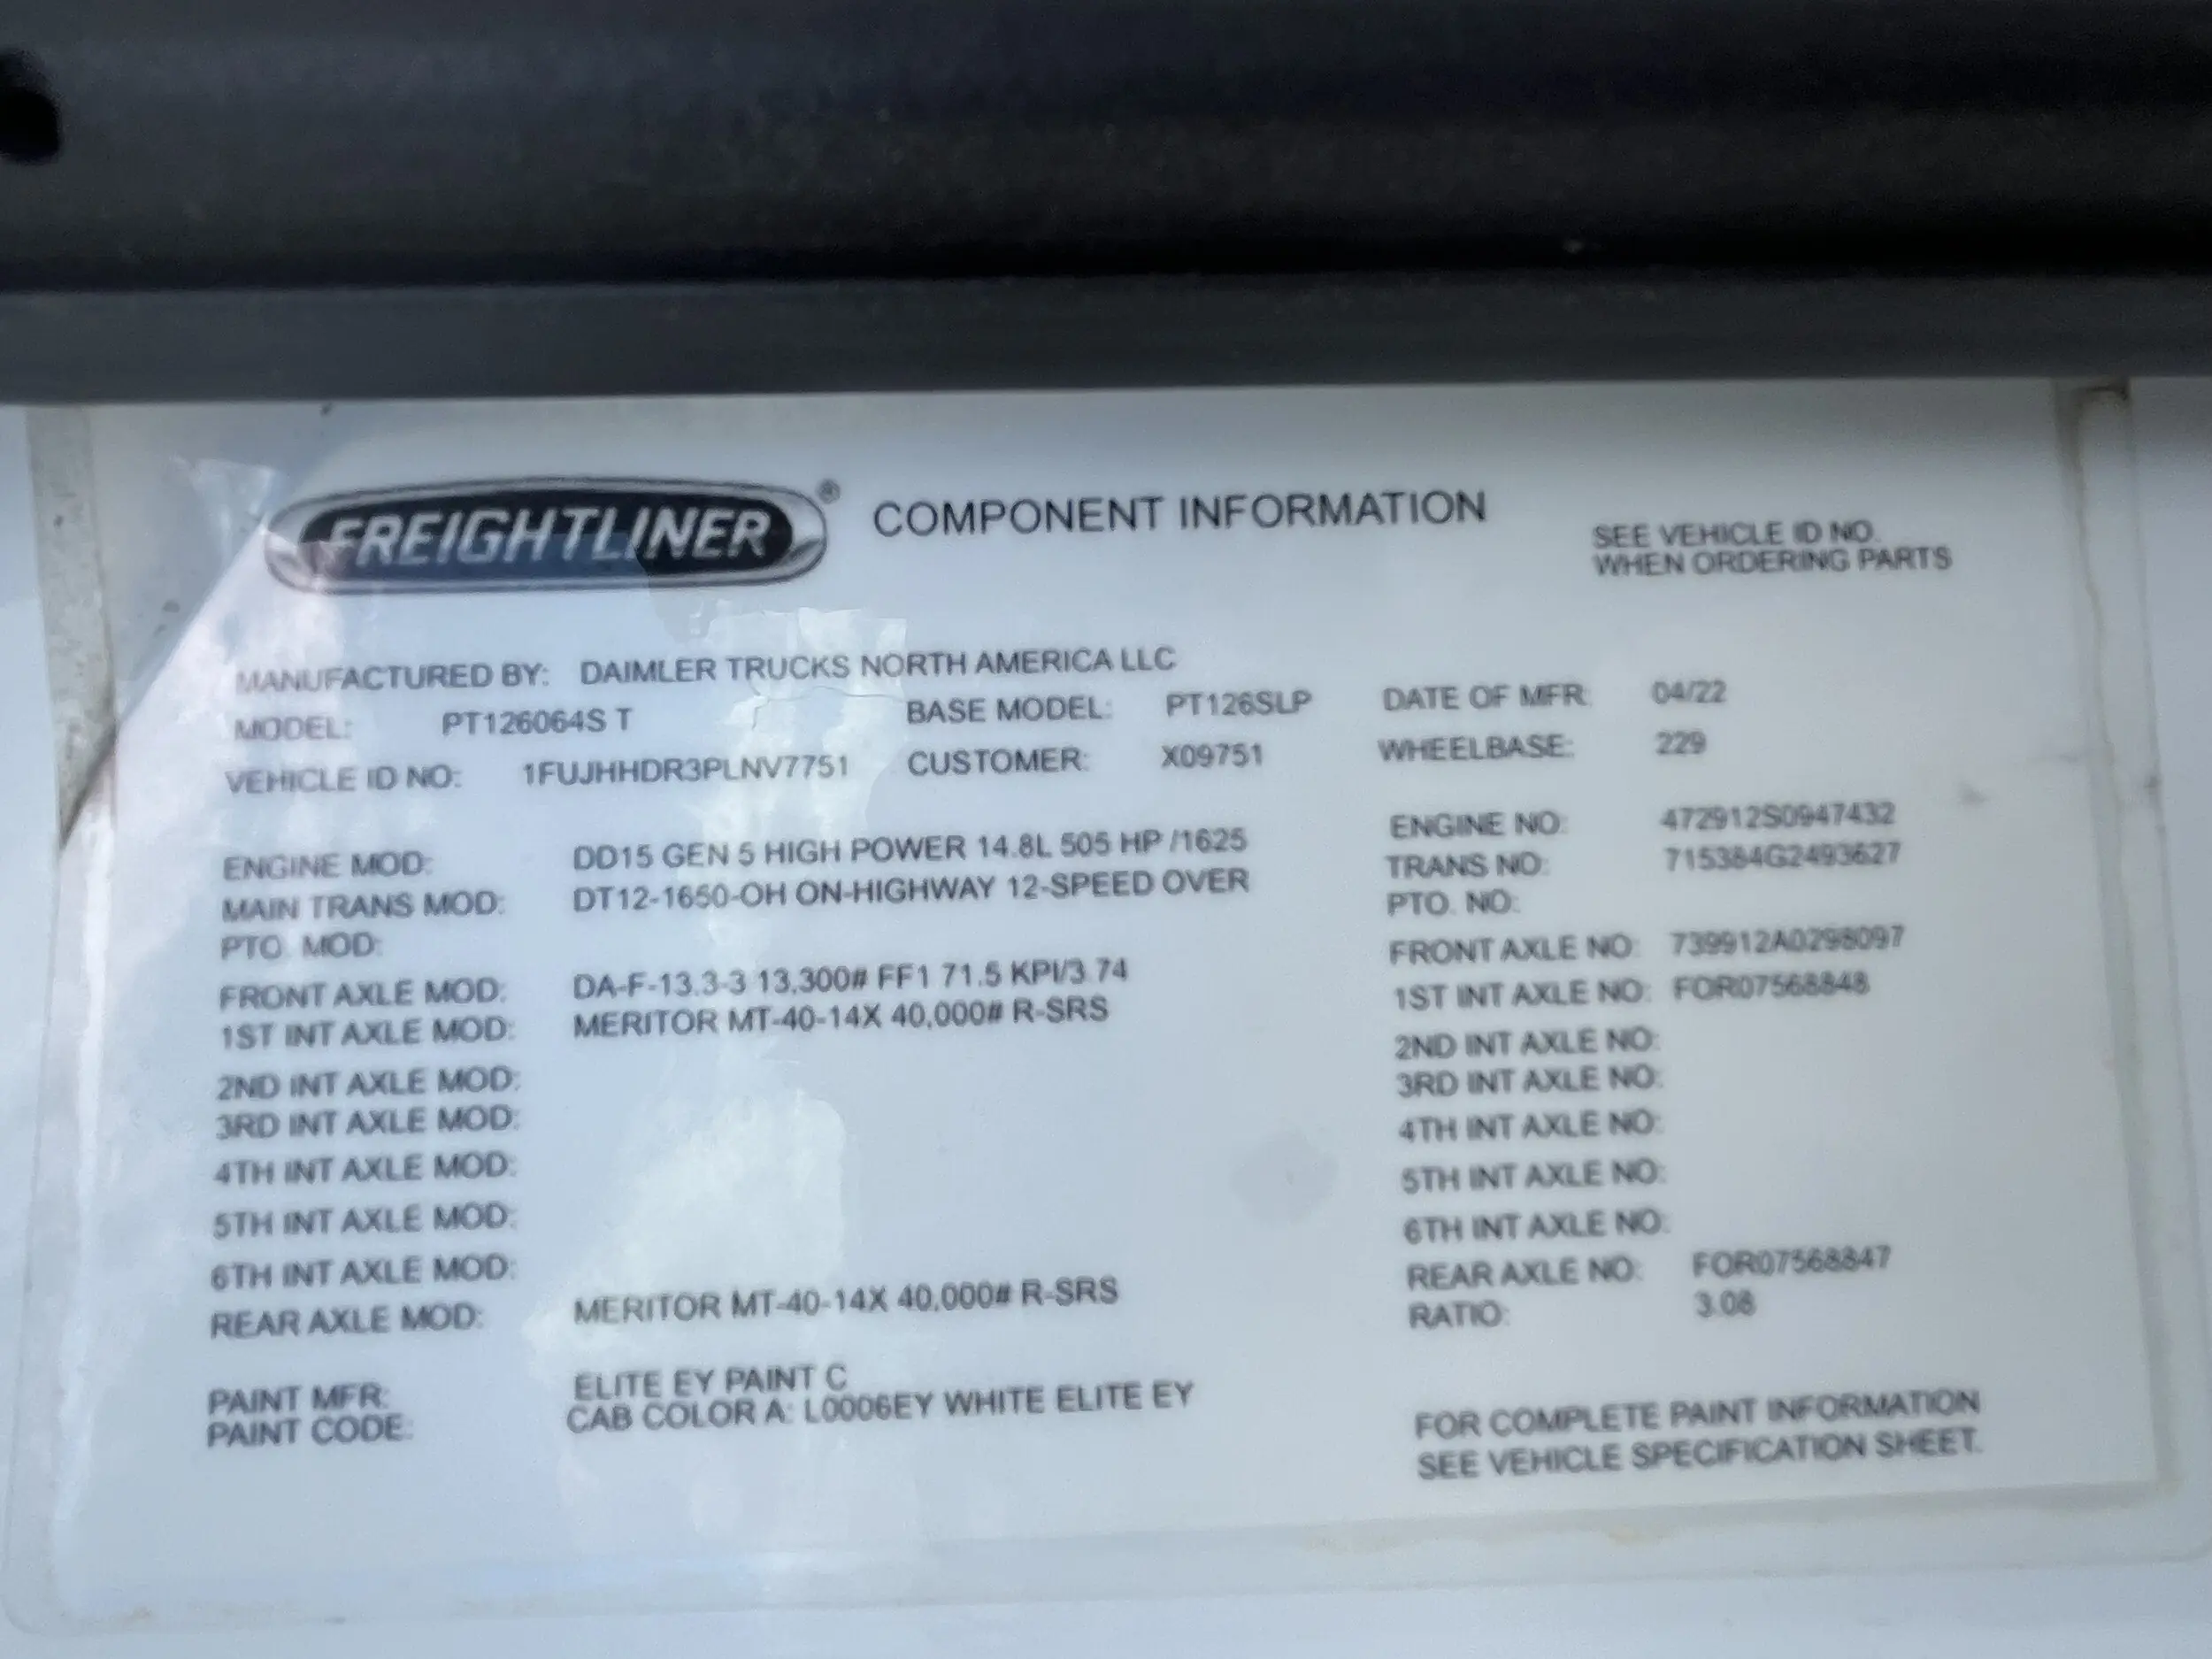 FREIGHTLINER® COMPONENT INFORMATION
SEE VEHICLE ID NO.
WHEN ORDERING PARTS
MANUFACTURED BY: DAIMLER TRUCKS NORTH AMERICA LLC
MODEL: PT126064S T BASE MODEL: PT126SLP DATE OF MFR: 04/22
VEHICLE ID NO: 1FUJHHDR3PLNV7751 CUSTOMER: X09751 WHEELBASE: 229
ENGINE MOD: DD15 GEN 5 HIGH POWER 14.8L 505 HP /1625 ENGINE NO: 472912S0947432
MAIN TRANS MOD: DT12-1650-OH ON-HIGHWAY 12-SPEED OVER TRANS NO: 715384G2493627
PTO. MOD: PTO. NO:
FRONT AXLE MOD: DA-F-13.3-3 13,300# FF1 71.5 KPI/3.74 FRONT AXLE NO: 739912A0298097
1ST INT AXLE MOD: MERITOR MT-40-14X 40,000# R-SRS 1ST INT AXLE NO: FOR07568848
2ND INT AXLE MOD: 2ND INT AXLE NO:
3RD INT AXLE MOD: 3RD INT AXLE NO:
4TH INT AXLE MOD: 4TH INT AXLE NO:
5TH INT AXLE MOD: 5TH INT AXLE NO:
6TH INT AXLE MOD: 6TH INT AXLE NO:
REAR AXLE MOD: MERITOR MT-40-14X 40,000# R-SRS REAR AXLE NO: FOR07568847
RATIO: 3.08
PAINT MFR: ELITE EY PAINT C
PAINT CODE: CAB COLOR A: L0006EY WHITE ELITE EY
FOR COMPLETE PAINT INFORMATION
SEE VEHICLE SPECIFICATION SHEET.